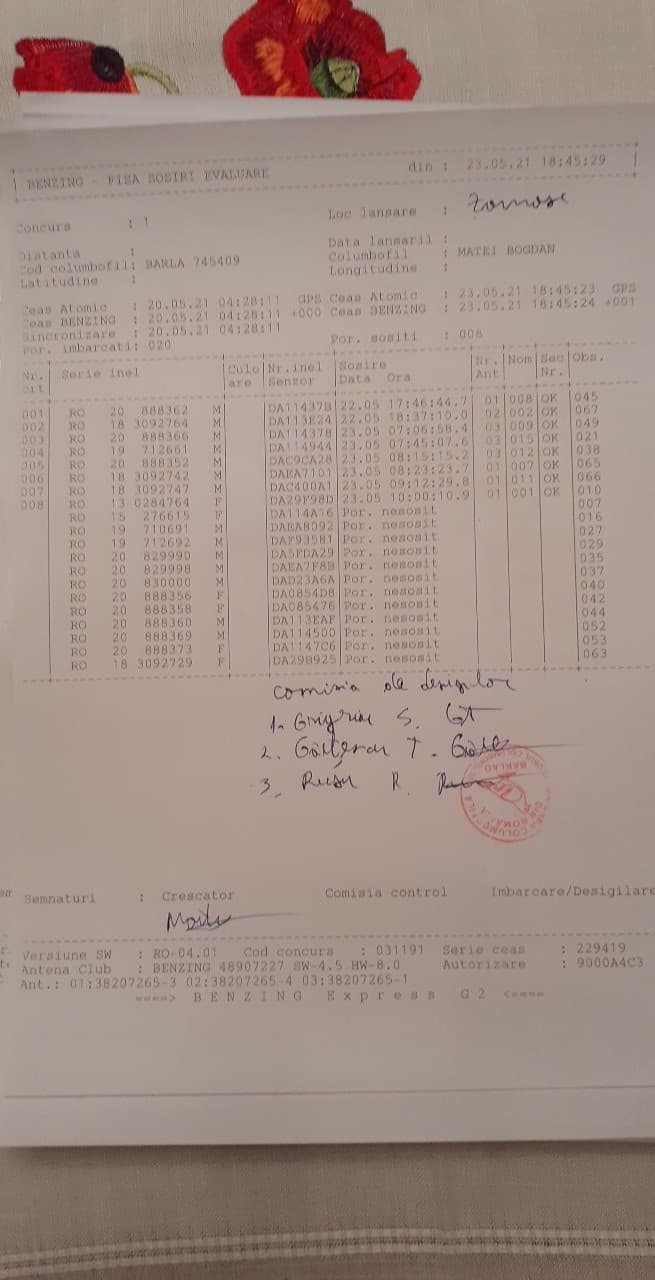 BENZING - FISA SOSIRI EVALUARE din : 23.05.21 18:45:29
Concurs : 1 Loc lansare :
Distanta : Data lansarii :
Cod columbofil: BARLA 745409 Columbofil : MATEI BOGDAN
Latitudine : Longitudine :
Ceas Atomic : 20.05.21 04:28:11 GPS Ceas Atomic : 23.05.21 18:45:23 GPS
Ceas BENZING : 20.05.21 04:28:11 +000 Ceas BENZING : 23.05.21 18:45:24 +001
Sincronizare : 20.05.21 04:28:11
Por. imbarcati: 020 Por. sositi : 008
Nr. Serie inel Culo Nr.inel Sosire Nr. Nom Sec Obs.
crt are Senzor Data Ora Ant. Nr.
001 RO 20 888362 M DA11437B 22.05 17:46:44.7 01 008 OK 045
002 RO 18 3092764 M DA113E24 22.05 18:37:10.0 02 002 OK 067
003 RO 20 888366 M DA114378 23.05 07:06:58.4 03 009 OK 049
004 RO 19 712661 M DA114944 23.05 07:45:07.6 03 015 OK 021
005 RO 20 888352 M DAC9CA28 23.05 08:15:15.2 03 012 OK 038
006 RO 18 3092742 M DAEA7701 23.05 08:23:23.7 01 007 OK 065
007 RO 18 3092747 M DAC400A1 23.05 09:12:29.8 01 011 OK 066
008 RO 13 0284764 F DA29F98D 23.05 10:00:10.9 01 001 OK 010
RO 15 276615 F DA114A16 Por. nesosit 007
RO 19 710691 M DAEA8092 Por. nesosit 016
RO 19 712692 M DAF93581 Por. nesosit 027
RO 20 829990 M DA5FDA29 Por. nesosit 029
RO 20 829998 M DAEA7F8B Por. nesosit 035
RO 20 830000 M DAD23A6A Por. nesosit 037
RO 20 888356 F DA0854D8 Por. nesosit 040
RO 20 888358 F DA085476 Por. nesosit 042
RO 20 888360 M DA113EAF Por. nesosit 044
RO 20 888369 M DA114500 Por. nesosit 052
RO 20 888373 F DA1147C6 Por. nesosit 053
RO 18 3092729 F DA29B925 Por. nesosit 063
comisia de
1. S.
2. T.
3. Rusu R.
Semnaturi : Crescator Comisia control Imbarcare/Desigilare
Versiune SW : RO-04.01 Cod concurs : 031191 Serie ceas : 229419
Antena Club : BENZING 48907227 SW-4.5 HW-8.0 Autorizare : 9000A4C3
Ant.: 01:38207265-3 02:38207265-4 03:38207265-1
====> B E N Z I N G E x p r e s s G 2 <====